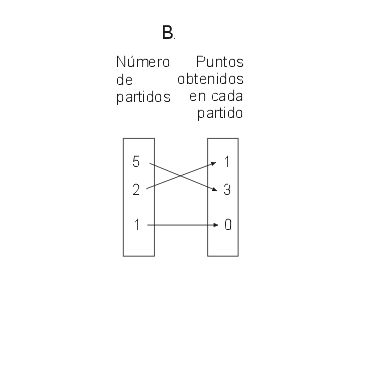 B.
Número Puntos
de obtenidos
partidos en cada
partido
5 1
2 3
1 0